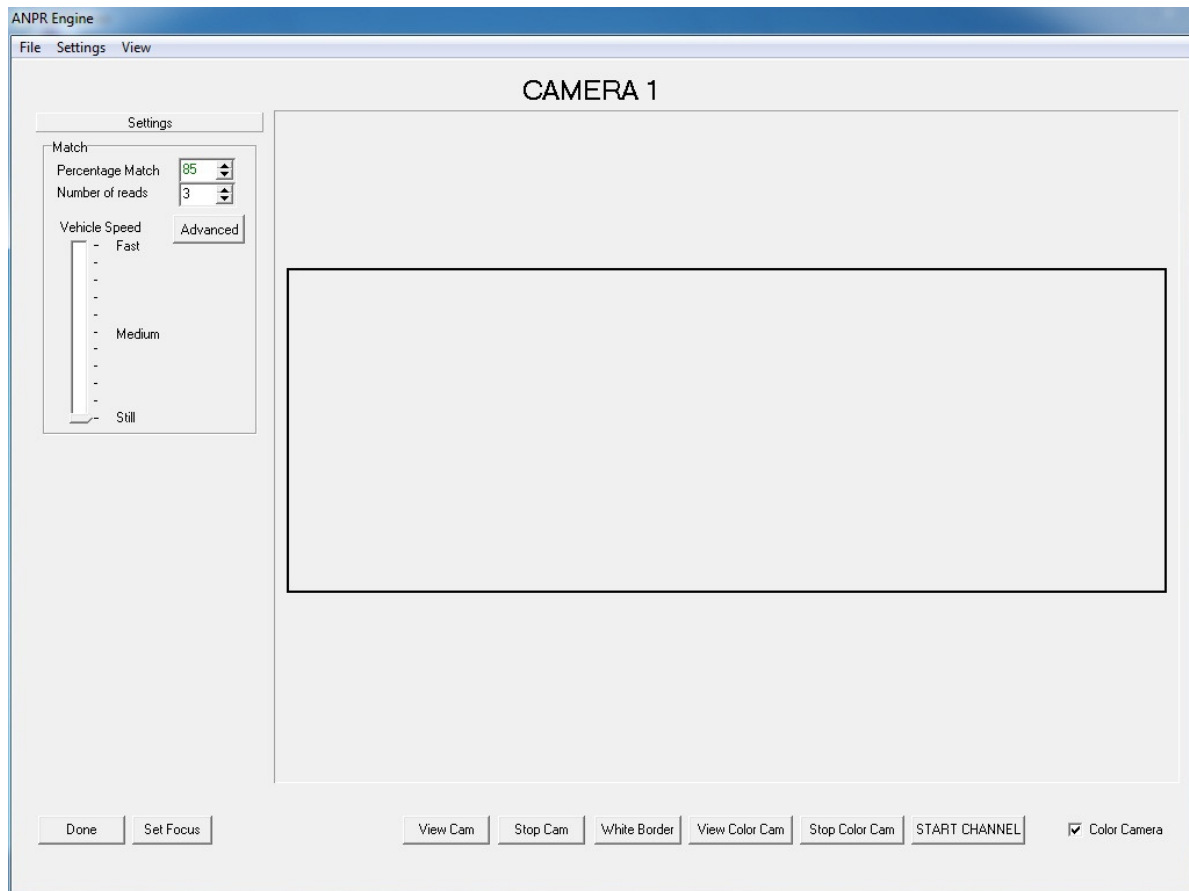 ANPR Engine
File Settings View
CAMERA 1
Settings
Match
Percentage Match 85
Number of reads 3
Vehicle Speed Advanced
Fast
Medium
Still
Done Set Focus View Cam Stop Cam White Border View Color Cam Stop Color Cam START CHANNEL Color Camera